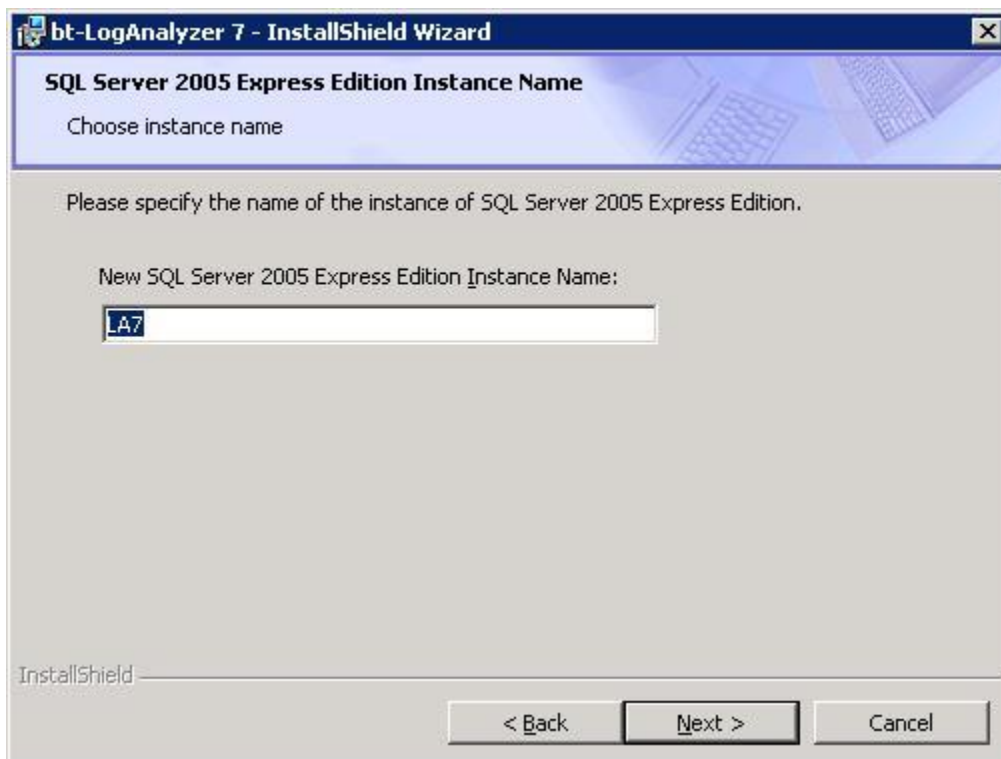 bt-LogAnalyzer 7 - InstallShield Wizard
SQL Server 2005 Express Edition Instance Name
Choose instance name
Please specify the name of the instance of SQL Server 2005 Express Edition.
New SQL Server 2005 Express Edition Instance Name:
LA7
InstallShield
< Back Next > Cancel